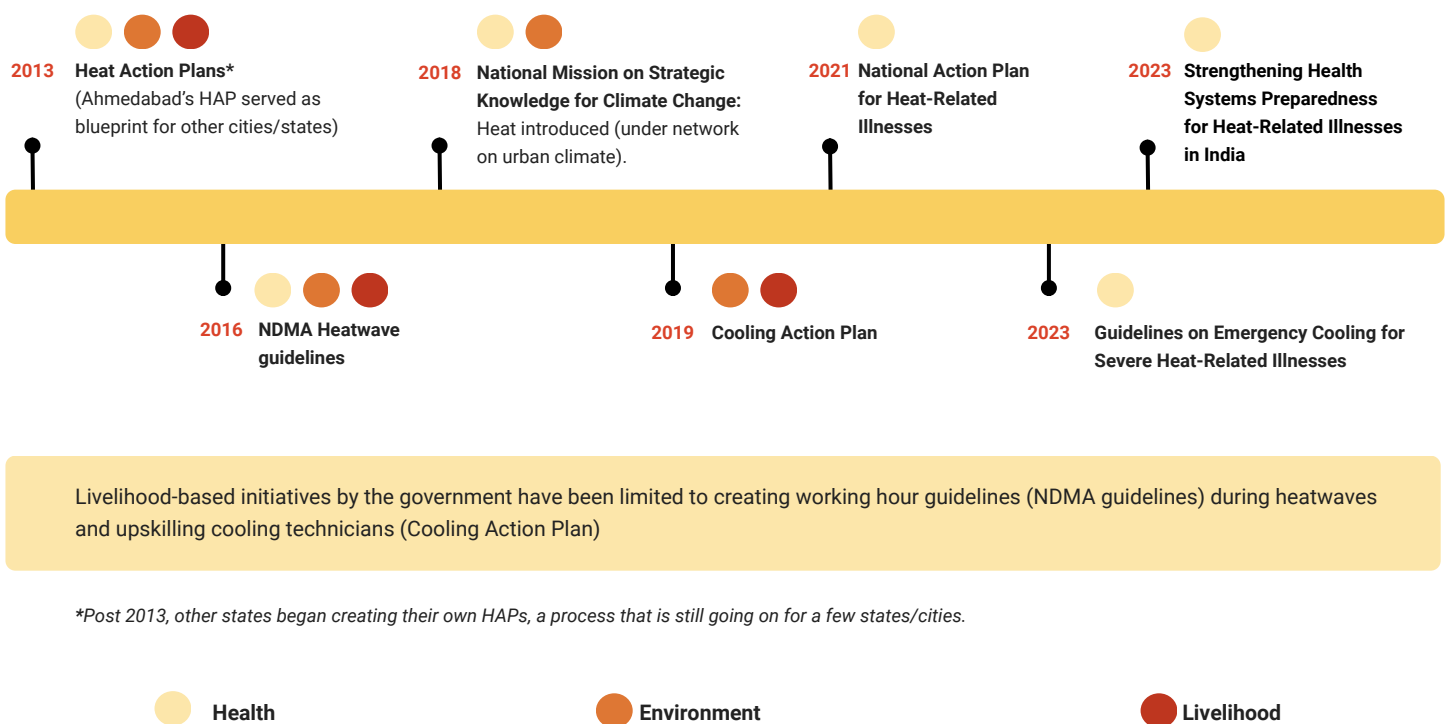 2013 Heat Action Plans*
(Ahmedabad's HAP served as
blueprint for other cities/states)
2018 National Mission on Strategic
Knowledge for Climate Change:
Heat introduced (under network
on urban climate).
2021 National Action Plan
for Heat-Related
Illnesses
2023 Strengthening Health
Systems Preparedness
for Heat-Related Illnesses
in India
2016 NDMA Heatwave
guidelines
2019 Cooling Action Plan
2023 Guidelines on Emergency Cooling for
Severe Heat-Related Illnesses
Livelihood-based initiatives by the government have been limited to creating working hour guidelines (NDMA guidelines) during heatwaves
and upskilling cooling technicians (Cooling Action Plan)
*Post 2013, other states began creating their own HAPs, a process that is still going on for a few states/cities.
Health
Environment
Livelihood